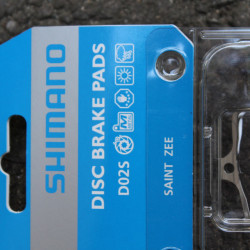 SHIMANO
DISC BRAKE PADS
D02S
SAINT ZEE